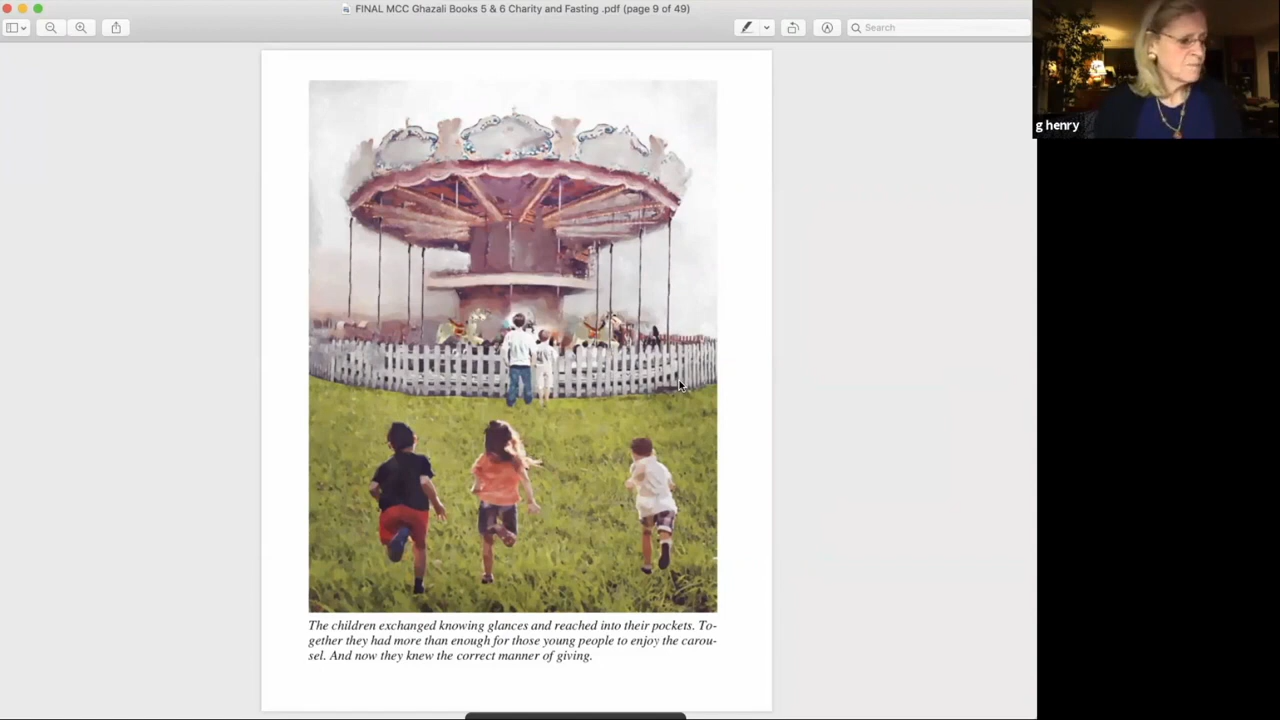 FINAL MCC Ghazali Books 5 & 6 Charity and Fasting .pdf (page 9 of 49)
Search
g henry
The children exchanged knowing glances and reached into their pockets. To-
gether they had more than enough for those young people to enjoy the carou-
sel. And now they knew the correct manner of giving.